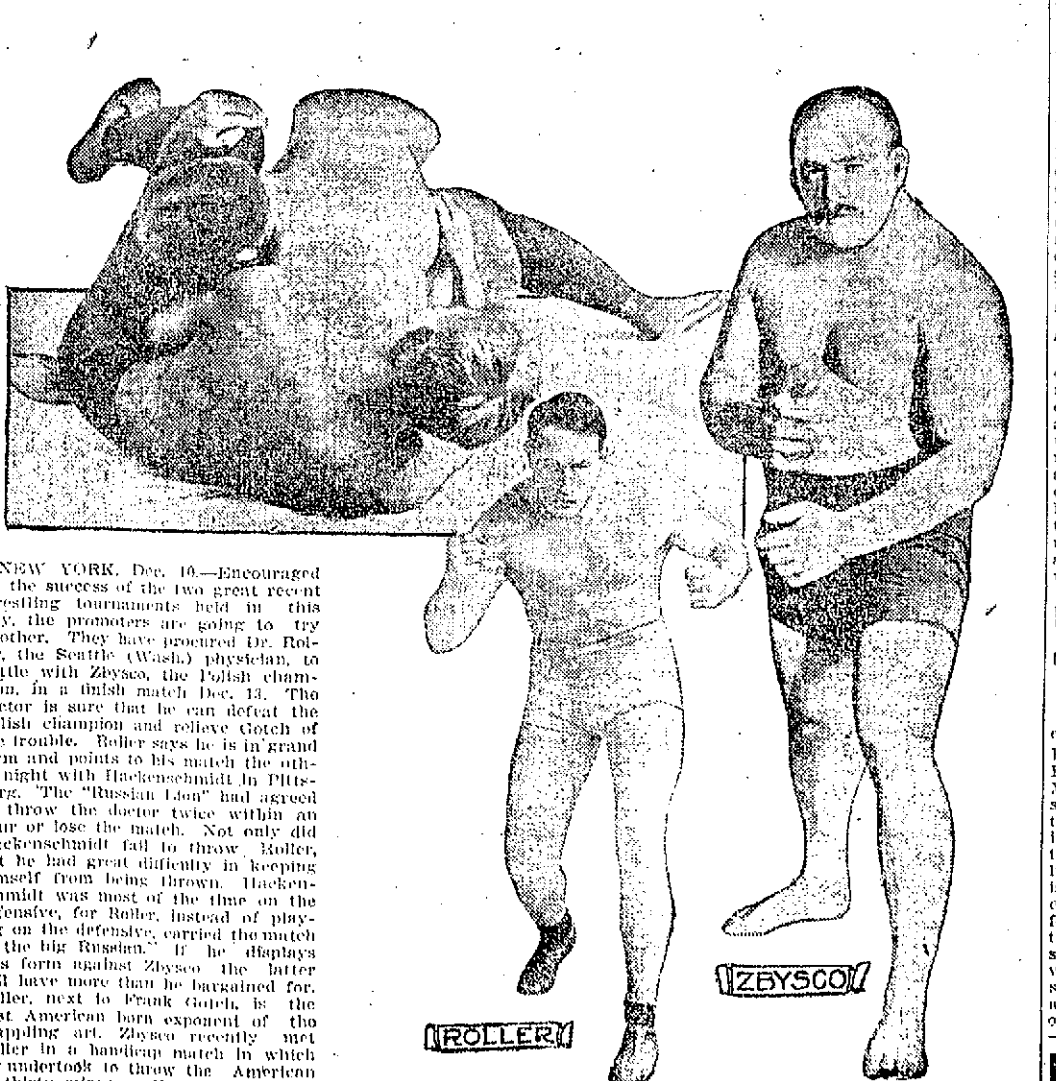 NEW YORK, Dec. 10.—Encouraged
the success of the two great recent
restling tournaments held in this
y, the promoters are going to try
other. They have procured Dr. Rol-
r, the Seattle (Wash.) physician, to
ttle with Zbysco, the Polish cham-
on, in a finish match Dec. 13. The
ctor is sure that he can defeat the
lish champion and relieve Gotch of
e trouble. Roller says he is in grand
rm and points to his match the oth-
night with Hackenschmidt in Pitts-
rg. The "Russian Lion" had agreed
throw the doctor twice within an
ur or lose the match. Not only did
ckenschmidt fail to throw Roller,
t he had great difficulty in keeping
mself from being thrown. Hacken-
hmidt was most of the time on the
fensive, for Roller, instead of play-
g on the defensive, carried the match
the big Russian." If he displays
s form against Zbysco the latter
ll have more than he bargained for.
ller, next to Frank Gotch, is the
st American born exponent of the
appling art. Zbysco recently met
ller in a handicap match in which
undertook to throw the American
ROLLER
ZBYSCO